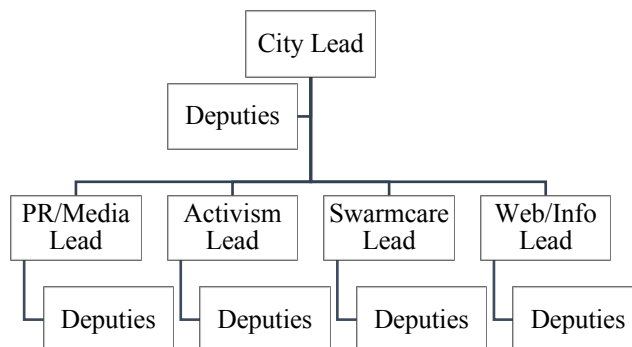 City Lead
Deputies
PR/Media
Lead
Activism
Lead
Swarmcare
Lead
Web/Info
Lead
Deputies
Deputies
Deputies
Deputies